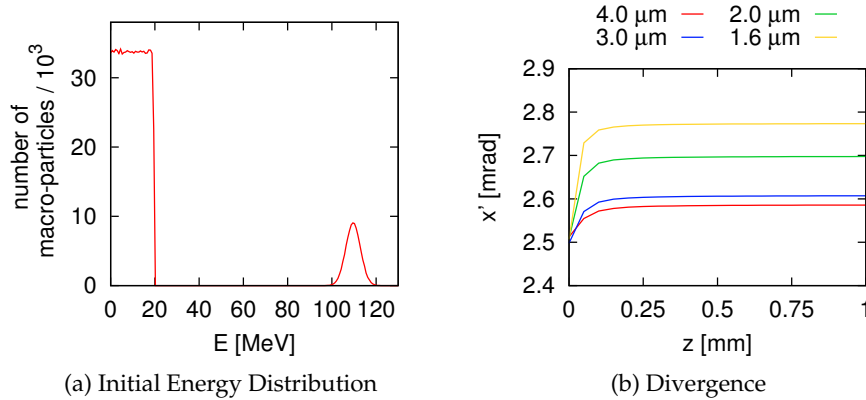 number of
macro-particles / 10³
30
20
10
0
0 20 40 60 80 100 120
E [MeV]
(a) Initial Energy Distribution
4.0 μm 2.0 μm
3.0 μm 1.6 μm
x' [mrad]
2.9
2.8
2.7
2.6
2.5
2.4
0 0.25 0.5 0.75 1
z [mm]
(b) Divergence